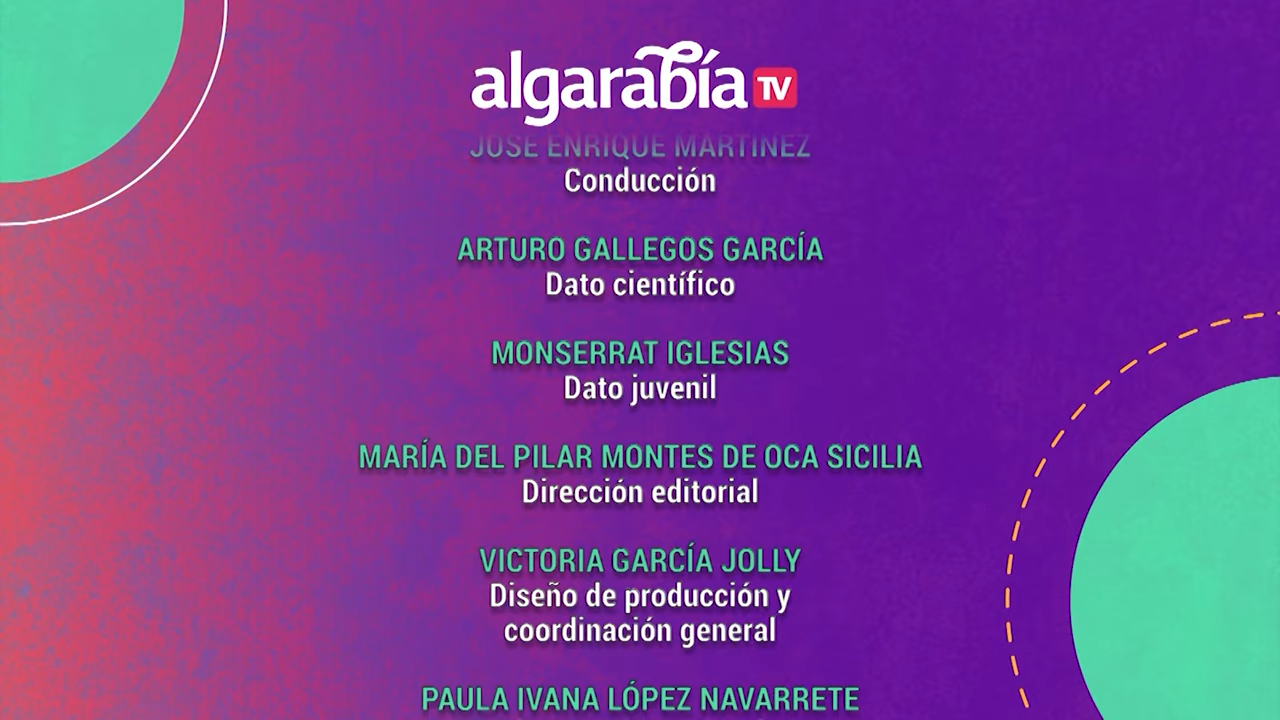 algarabía TV
JOSE ENRIQUE MARTINEZ
Conducción
ARTURO GALLEGOS GARCÍA
Dato científico
MONSERRAT IGLESIAS
Dato juvenil
MARÍA DEL PILAR MONTES DE OCA SICILIA
Dirección editorial
VICTORIA GARCÍA JOLLY
Diseño de producción y
coordinación general
PAULA IVANA LÓPEZ NAVARRETE